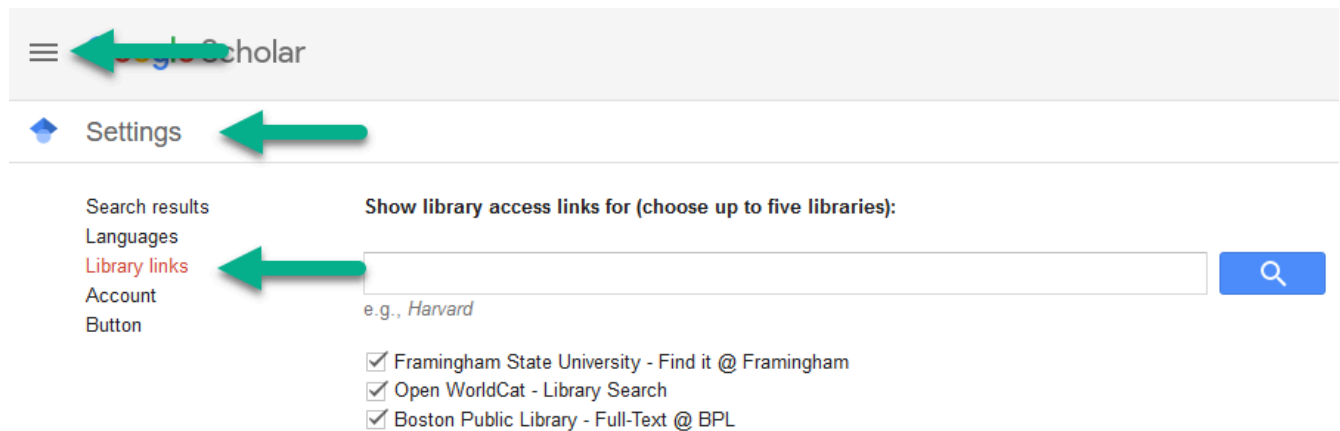 Scholar
Settings
Search results
Languages
Library links
Account
Button
Show library access links for (choose up to five libraries):
e.g., Harvard
Framingham State University - Find it @ Framingham
Open WorldCat - Library Search
Boston Public Library - Full-Text @ BPL